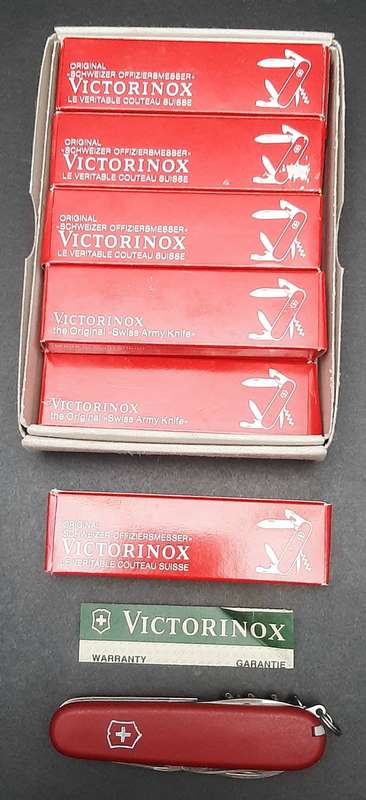 ORIGINAL
«SCHWEIZER OFFIZIERSMESSER»
VICTORINOX
LE VERITABLE COUTEAU SUISSE
ORIGINAL
«SCHWEIZER OFFIZIERSMESSER»
VICTORINOX
LE VERITABLE COUTEAU SUISSE
ORIGINAL
«SCHWEIZER OFFIZIERSMESSER»
VICTORINOX
LE VERITABLE COUTEAU SUISSE
VICTORINOX
the Original «Swiss Army Knife»
VICTORINOX
the Original «Swiss Army Knife»
ORIGINAL
«SCHWEIZER OFFIZIERSMESSER»
VICTORINOX
LE VERITABLE COUTEAU SUISSE
VICTORINOX
WARRANTY GARANTIE